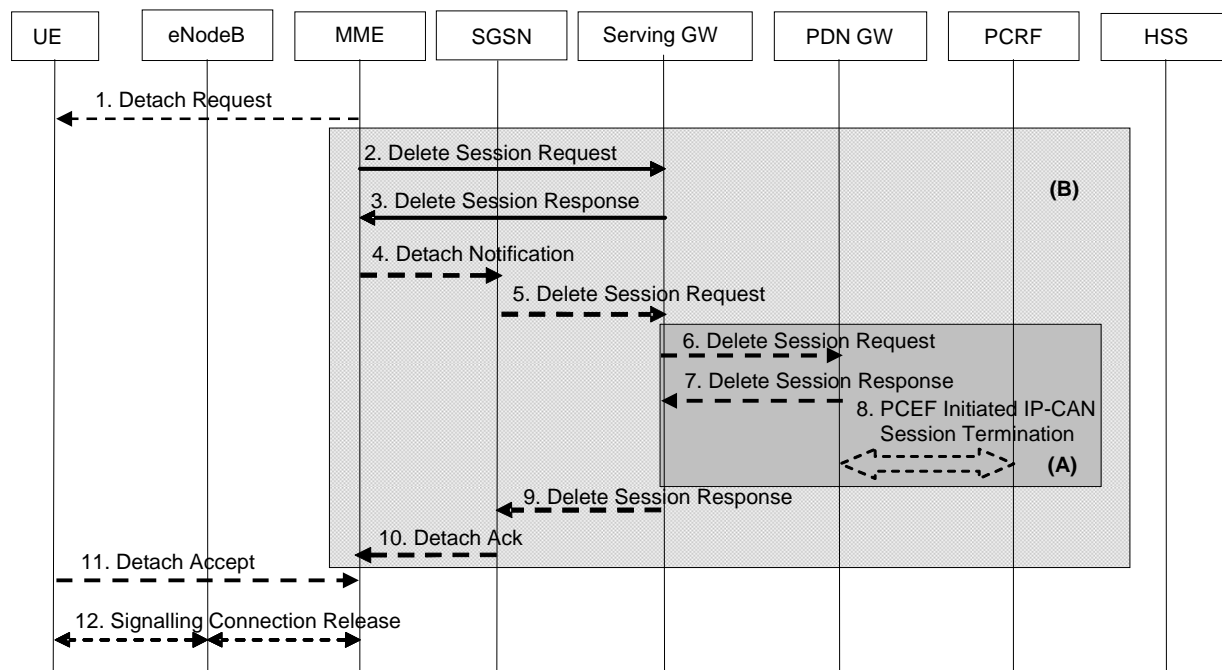 UE eNodeB MME SGSN Serving GW PDN GW PCRF HSS
1. Detach Request
2. Delete Session Request
(B)
3. Delete Session Response
4. Detach Notification
5. Delete Session Request
6. Delete Session Request
7. Delete Session Response
8. PCEF Initiated IP-CAN
Session Termination
(A)
9. Delete Session Response
10. Detach Ack
11. Detach Accept
12. Signalling Connection Release